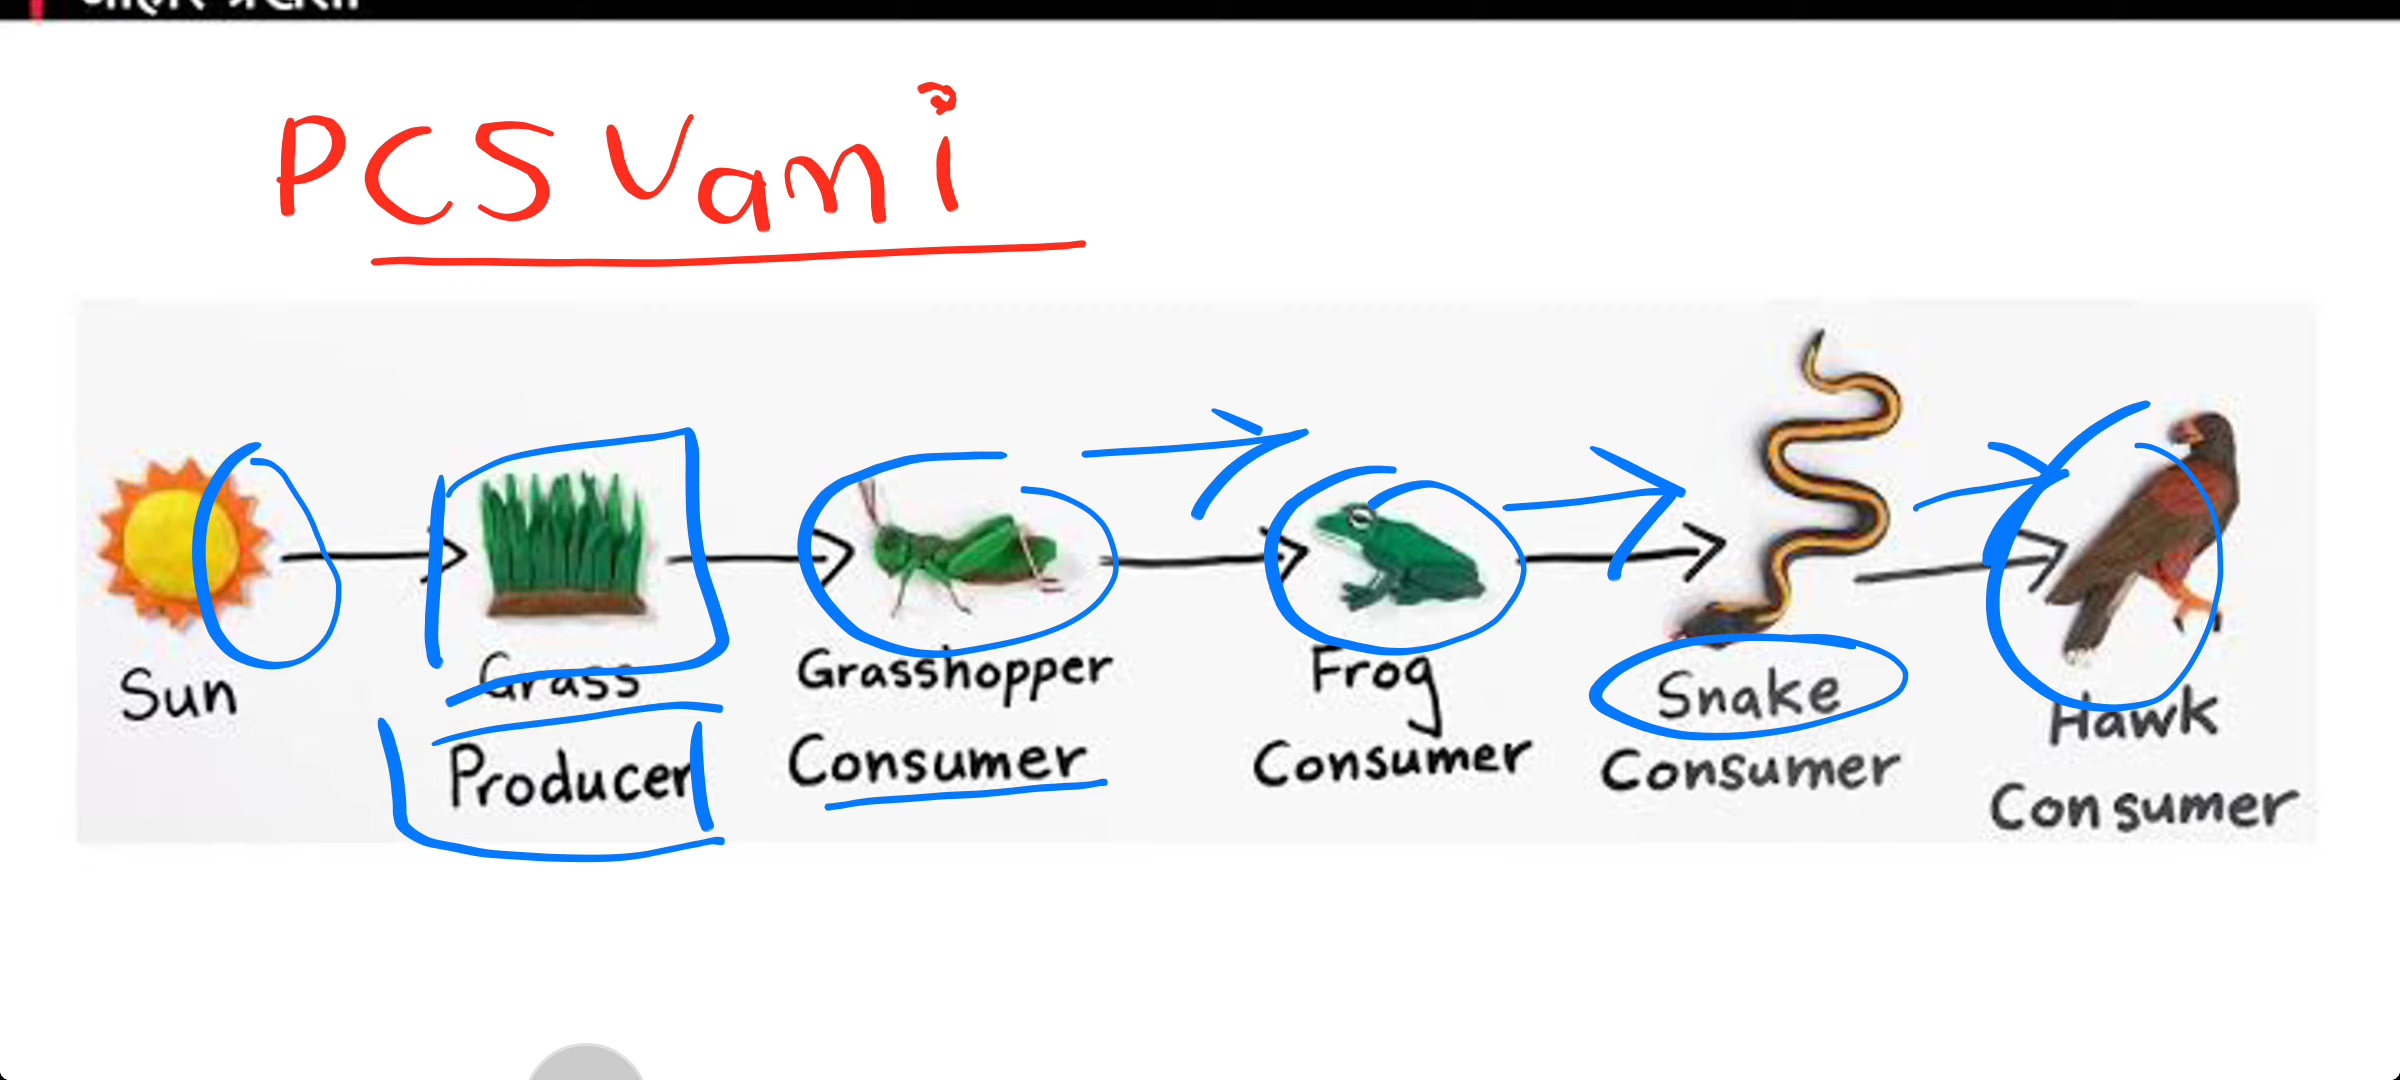 PCS Vani
Sun Grass Grasshopper Frog Snake Hawk
Producer Consumer Consumer Consumer Consumer